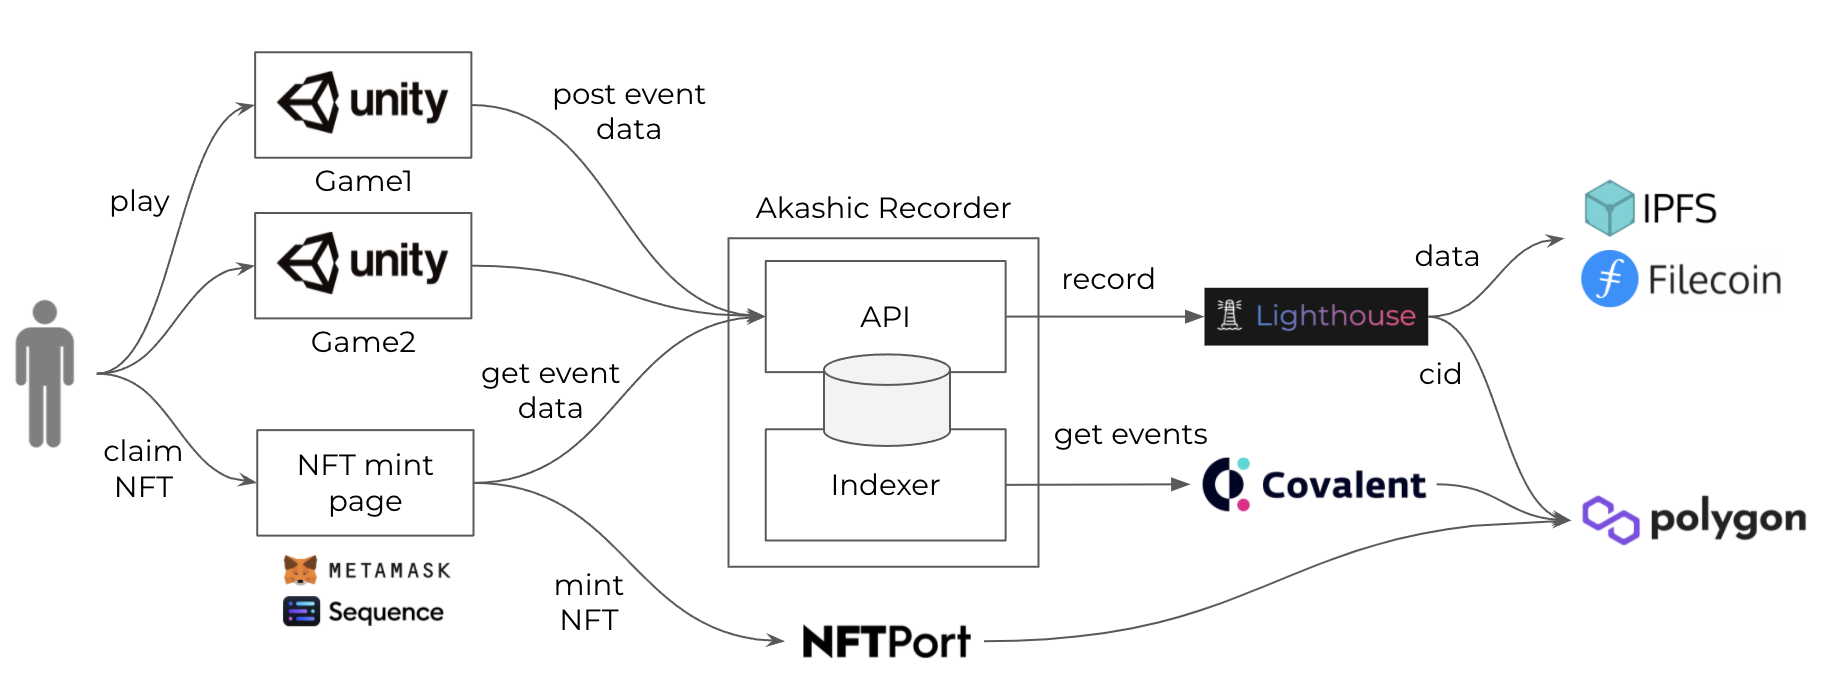 unity
Game1
play
unity
Game2
claim
NFT
NFT mint
page
METAMASK
Sequence
post event
data
get event
data
mint
NFT
Akashic Recorder
API
Indexer
NFTPort
record
Lighthouse
get events
Covalent
data
cid
IPFS
Filecoin
polygon